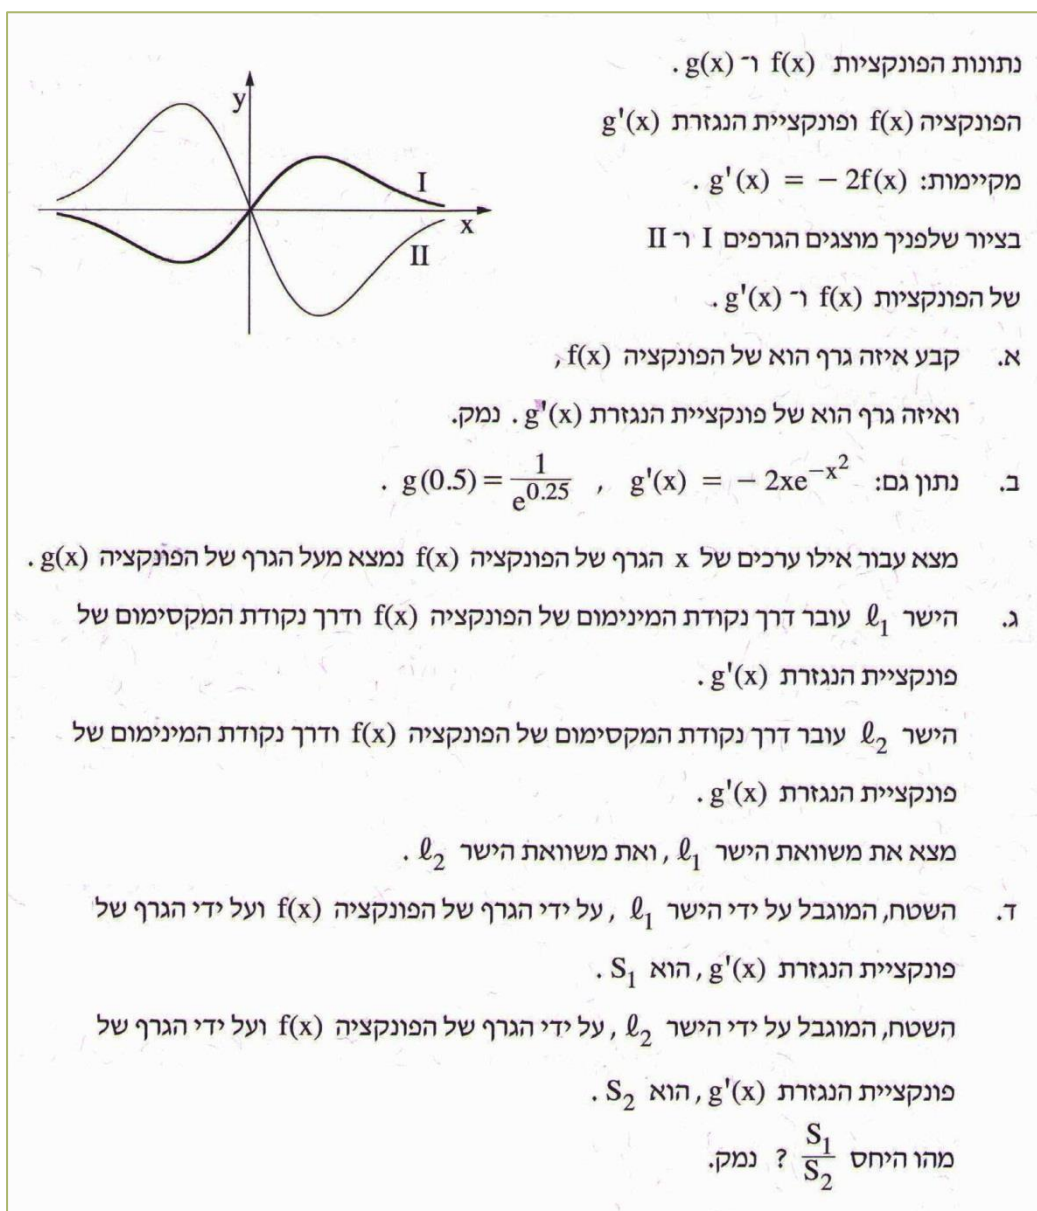 נתונות הפונקציות f(x) ו־ g(x) .
הפונקציה f(x) ופונקציית הנגזרת g'(x)
מקיימות: g'(x) = − 2f(x) .
בציור שלפניך מוצגים הגרפים I ו־ II
של הפונקציות f(x) ו־ g'(x) .
y
I
x
II
א. קבע איזה גרף הוא של הפונקציה f(x) ,
ואיזה גרף הוא של פונקציית הנגזרת g'(x) . נמק.
ב. נתון גם: g'(x) = − 2xe^{−x^2} , g(0.5) = \frac{1}{e^{0.25}} .
מצא עבור אילו ערכים של x הגרף של הפונקציה f(x) נמצא מעל הגרף של הפונקציה g(x) .
ג. הישר ℓ₁ עובר דרך נקודת המינימום של הפונקציה f(x) ודרך נקודת המקסימום של
פונקציית הנגזרת g'(x) .
הישר ℓ₂ עובר דרך נקודת המקסימום של הפונקציה f(x) ודרך נקודת המינימום של
פונקציית הנגזרת g'(x) .
מצא את משוואת הישר ℓ₁ , ואת משוואת הישר ℓ₂ .
ד. השטח, המוגבל על ידי הישר ℓ₁ , על ידי הגרף של הפונקציה f(x) ועל ידי הגרף של
פונקציית הנגזרת g'(x) , הוא S₁ .
השטח, המוגבל על ידי הישר ℓ₂ , על ידי הגרף של הפונקציה f(x) ועל ידי הגרף של
פונקציית הנגזרת g'(x) , הוא S₂ .
מהו היחס \frac{S₁}{S₂} ? נמק.